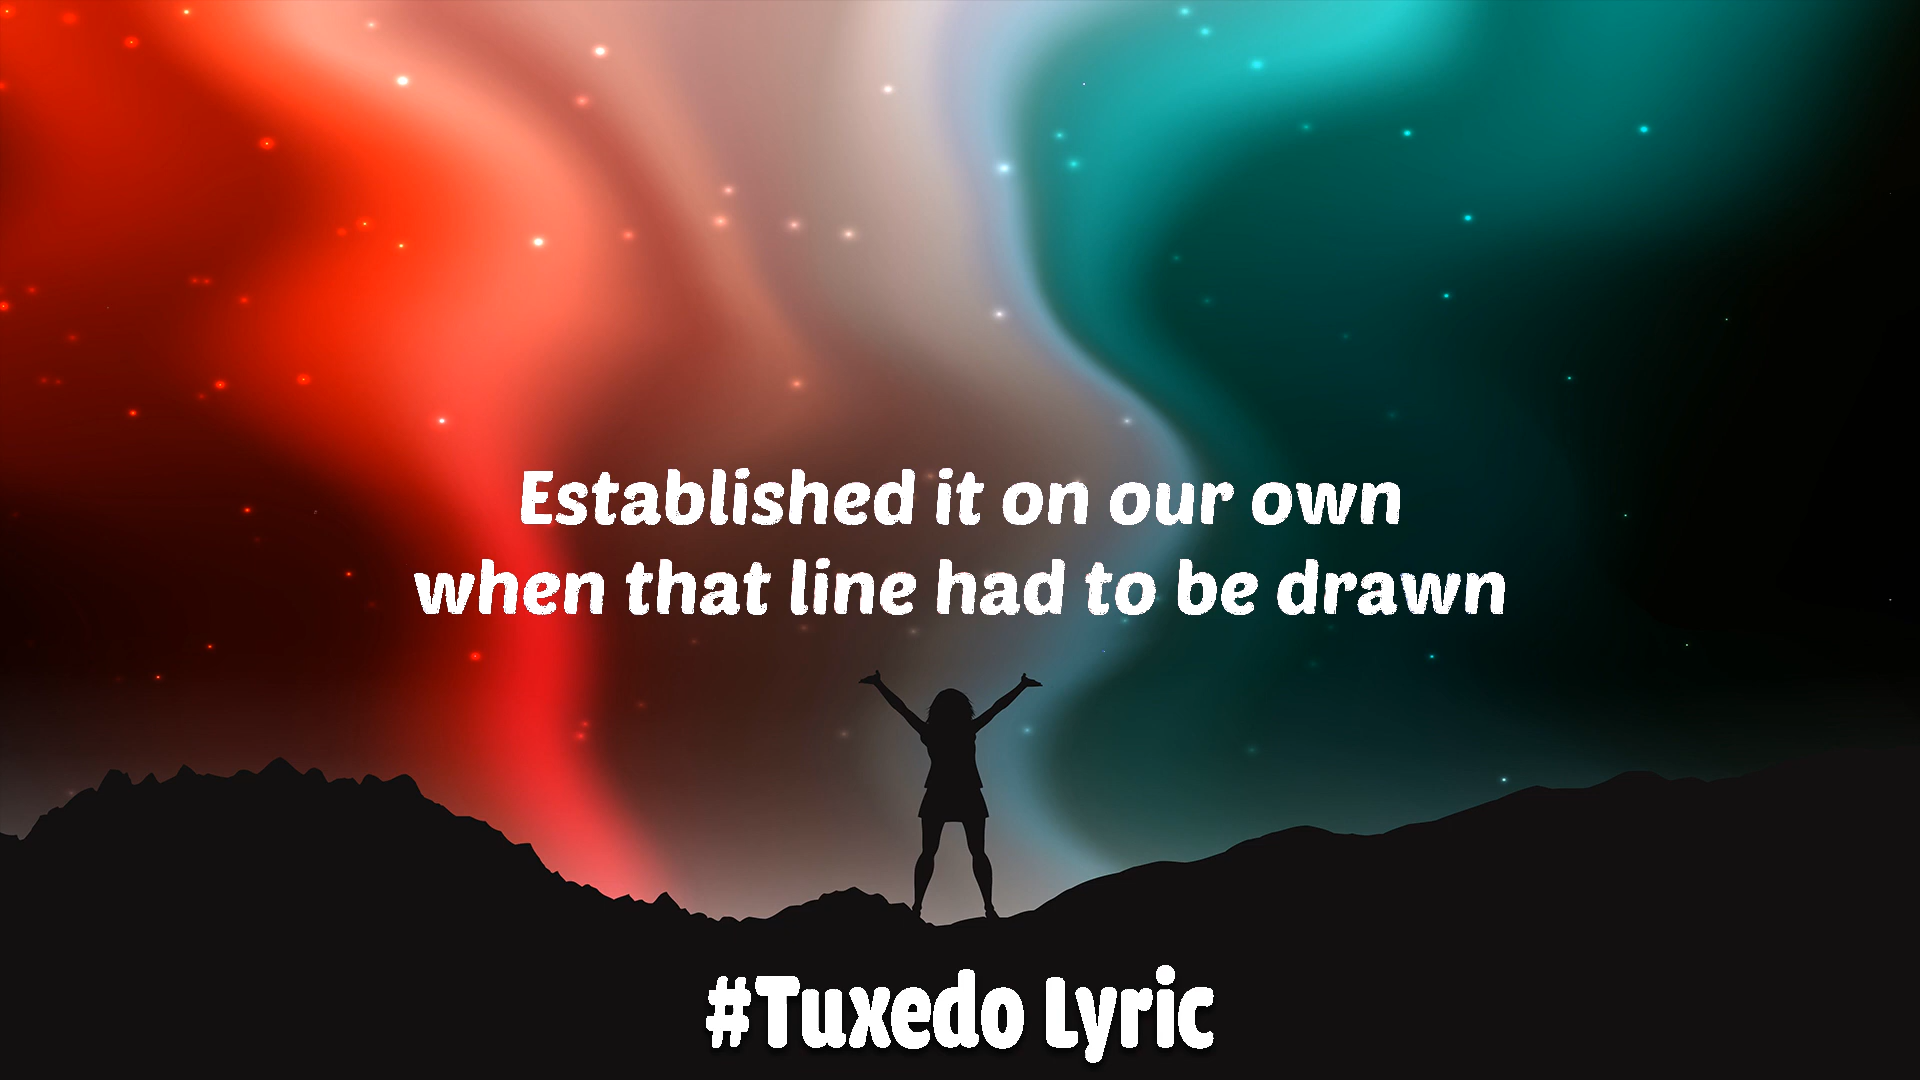 Established it on our own
when that line had to be drawn
#Tuxedo Lyric